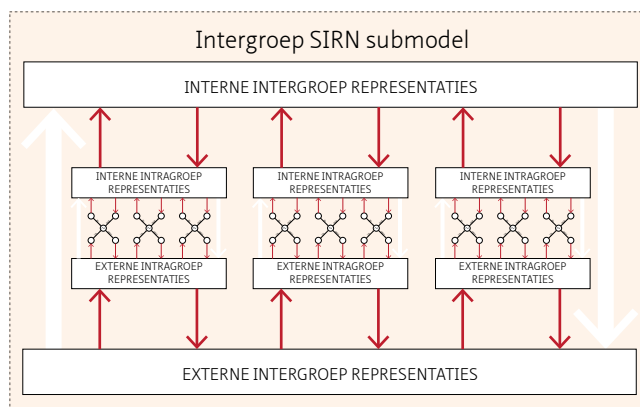 Intergroep SIRN submodel
INTERNE INTERGROEP REPRESENTATIES
INTERNE INTRAGROEP
REPRESENTATIES
INTERNE INTRAGROEP
REPRESENTATIES
INTERNE INTRAGROEP
REPRESENTATIES
EXTERNE INTRAGROEP
REPRESENTATIES
EXTERNE INTRAGROEP
REPRESENTATIES
EXTERNE INTRAGROEP
REPRESENTATIES
EXTERNE INTERGROEP REPRESENTATIES